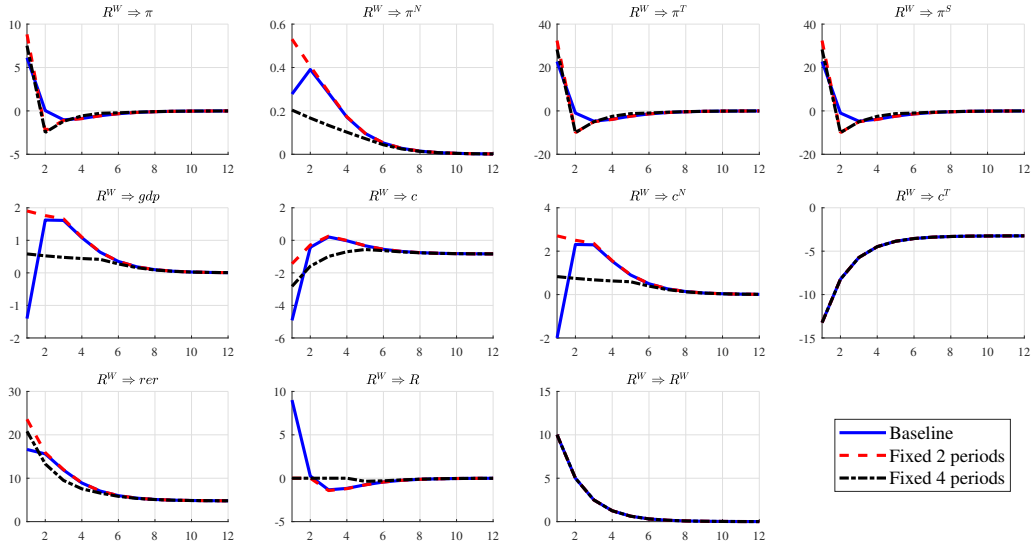 R^W ⇒ π
10
5
0
-5
2 4 6 8 10 12
R^W ⇒ π^N
0.6
0.4
0.2
0
2 4 6 8 10 12
R^W ⇒ π^T
40
20
0
-20
2 4 6 8 10 12
R^W ⇒ π^S
40
20
0
-20
2 4 6 8 10 12
R^W ⇒ gdp
2
1
0
-1
-2
2 4 6 8 10 12
R^W ⇒ c
2
0
-2
-4
-6
2 4 6 8 10 12
R^W ⇒ c^N
4
2
0
-2
2 4 6 8 10 12
R^W ⇒ c^T
0
-5
-10
-15
2 4 6 8 10 12
R^W ⇒ rer
30
20
10
0
2 4 6 8 10 12
R^W ⇒ R
10
5
0
-5
2 4 6 8 10 12
R^W ⇒ R^W
15
10
5
0
2 4 6 8 10 12
Baseline
Fixed 2 periods
Fixed 4 periods